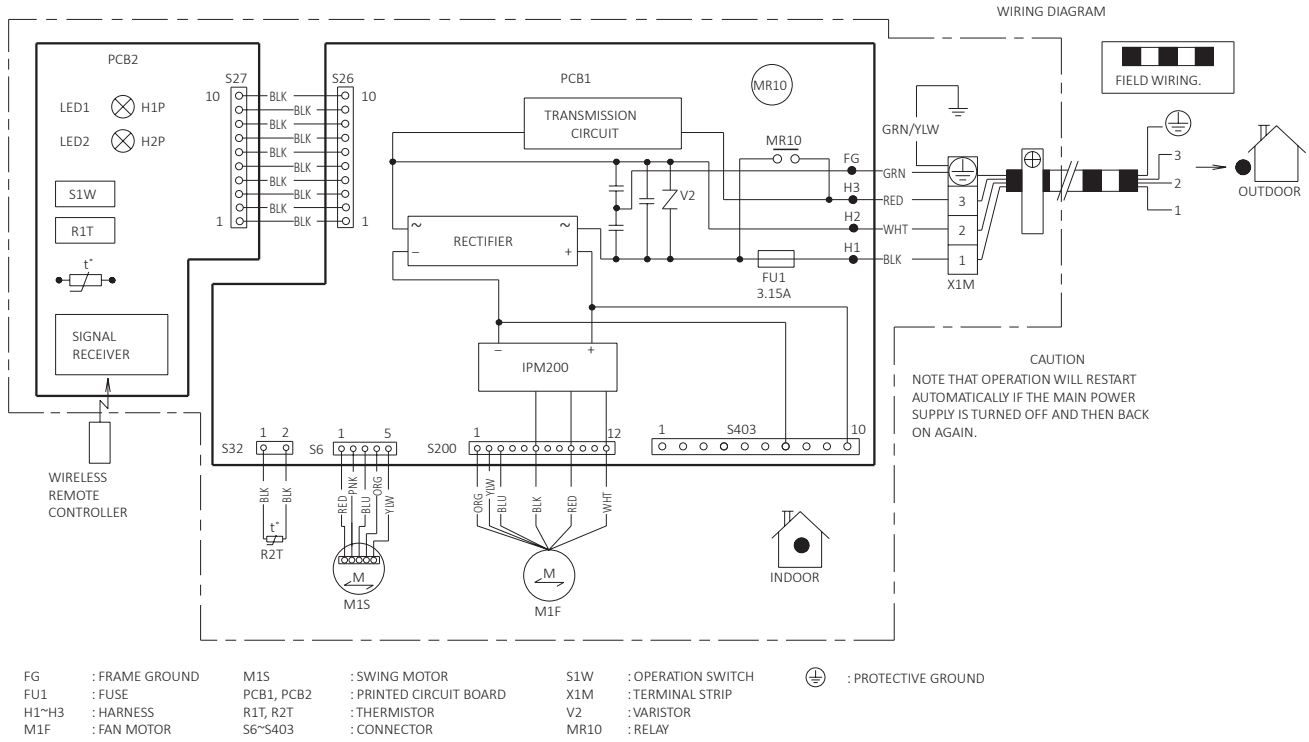 WIRING DIAGRAM
FIELD WIRING.
PCB2
LED1
H1P
LED2
H2P
S1W
R1T
t°
SIGNAL
RECEIVER
S27
10
1
BLK
BLK
BLK
BLK
BLK
BLK
BLK
BLK
BLK
BLK
S26
10
1
PCB1
MR10
TRANSMISSION
CIRCUIT
MR10
V2
~
~
RECTIFIER
−
+
FU1
3.15A
FG
H3
H2
H1
GRN/YLW
GRN
RED
WHT
BLK
3
2
1
X1M
3
2
1
OUTDOOR
−
+
IPM200
CAUTION
NOTE THAT OPERATION WILL RESTART
AUTOMATICALLY IF THE MAIN POWER
SUPPLY IS TURNED OFF AND THEN BACK
ON AGAIN.
WIRELESS
REMOTE
CONTROLLER
S32
1
2
BLK
BLK
t°
R2T
S6
1
5
RED
PNK
BLU
ORG
YLW
M
M1S
S200
1
12
ORG
YLW
BLU
BLK
RED
WHT
M
M1F
1
S403
10
INDOOR
FG : FRAME GROUND
FU1 : FUSE
H1~H3 : HARNESS
M1F : FAN MOTOR
M1S : SWING MOTOR
PCB1, PCB2 : PRINTED CIRCUIT BOARD
R1T, R2T : THERMISTOR
S6~S403 : CONNECTOR
S1W : OPERATION SWITCH
X1M : TERMINAL STRIP
V2 : VARISTOR
MR10 : RELAY
: PROTECTIVE GROUND